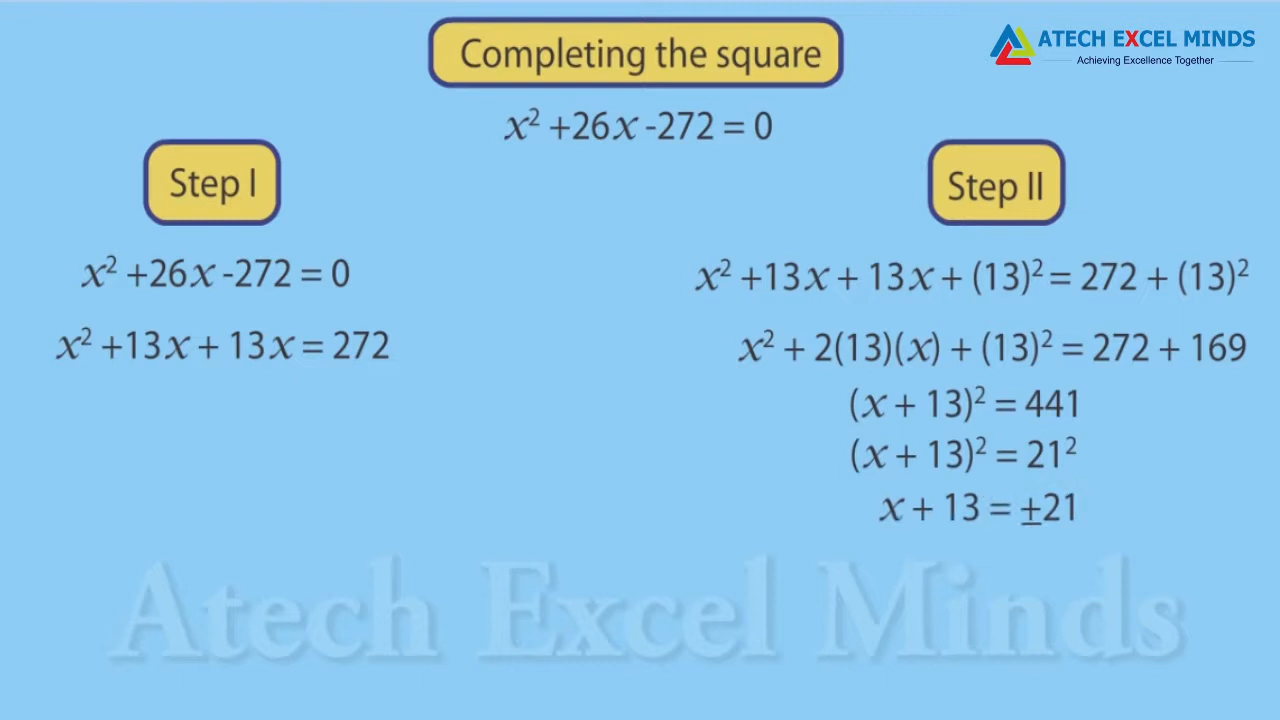 Completing the square
ATECH EXCEL MINDS
Achieving Excellence Together
x² +26x -272 = 0
Step I
x² +26x -272 = 0
x² +13x + 13x = 272
Step II
x² +13x + 13x + (13)² = 272 + (13)²
x² + 2(13)(x) + (13)² = 272 + 169
(x + 13)² = 441
(x + 13)² = 21²
x + 13 = ±21
Atech Excel Minds